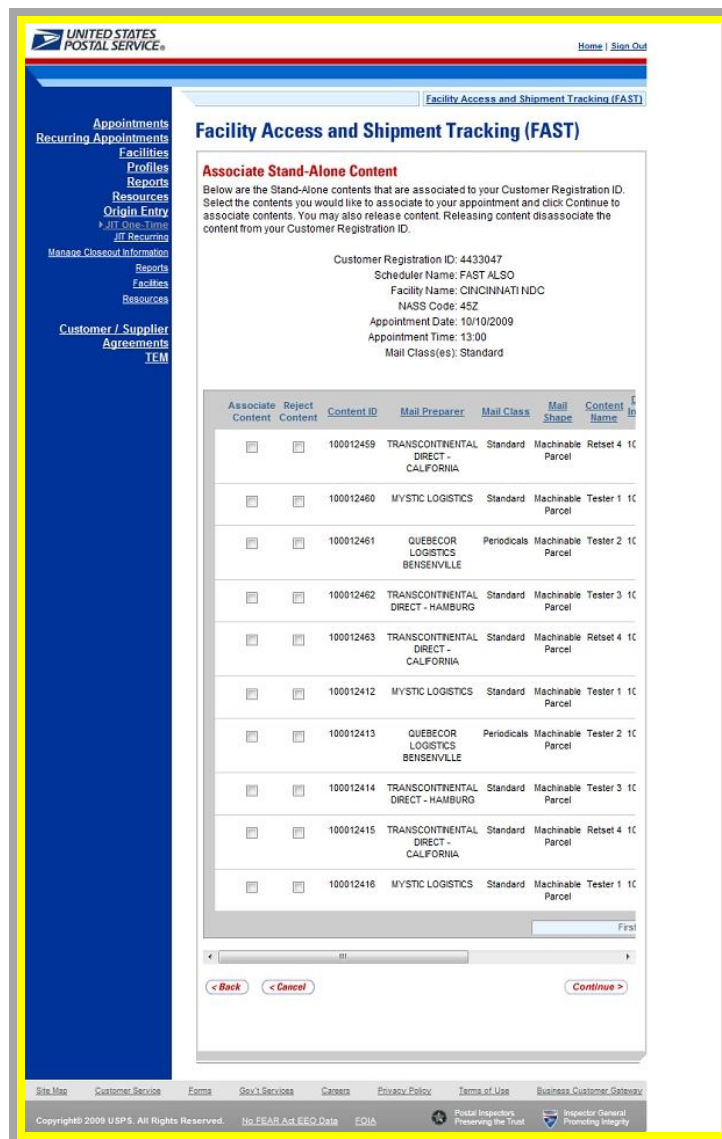 UNITED STATES
POSTAL SERVICE®
Home | Sign Out
Facility Access and Shipment Tracking (FAST)
Appointments
Recurring Appointments
Facilities
Profiles
Reports
Resources
Origin Entry
JIT One-Time
JIT Recurring
Manage Closeout Information
Reports
Facilities
Resources
Customer / Supplier
Agreements
TEM
Facility Access and Shipment Tracking (FAST)
Associate Stand-Alone Content
Below are the Stand-Alone contents that are associated to your Customer Registration ID.
Select the contents you would like to associate to your appointment and click Continue to
associate contents. You may also release content. Releasing content disassociate the
content from your Customer Registration ID.
Customer Registration ID: 4433047
Scheduler Name: FAST ALSO
Facility Name: CINCINNATI NDC
NASS Code: 45Z
Appointment Date: 10/10/2009
Appointment Time: 13:00
Mail Class(es): Standard
Associate Content Reject Content Content ID Mail Preparer Mail Class Mail Shape Content Name
100012459 TRANSCONTINENTAL DIRECT - CALIFORNIA Standard Machinable Parcel Retset 4 10
100012460 MYSTIC LOGISTICS Standard Machinable Parcel Tester 1 10
100012461 QUEBECOR LOGISTICS BENSENVILLE Periodicals Machinable Parcel Tester 2 10
100012462 TRANSCONTINENTAL DIRECT - HAMBURG Standard Machinable Parcel Tester 3 10
100012463 TRANSCONTINENTAL DIRECT - CALIFORNIA Standard Machinable Parcel Retset 4 10
100012412 MYSTIC LOGISTICS Standard Machinable Parcel Tester 1 10
100012413 QUEBECOR LOGISTICS BENSENVILLE Periodicals Machinable Parcel Tester 2 10
100012414 TRANSCONTINENTAL DIRECT - HAMBURG Standard Machinable Parcel Tester 3 10
100012415 TRANSCONTINENTAL DIRECT - CALIFORNIA Standard Machinable Parcel Retset 4 10
100012416 MYSTIC LOGISTICS Standard Machinable Parcel Tester 1 10
First
< Back < Cancel Continue >
Site Map Customer Service Forms Gov't Services Careers Privacy Policy Terms of Use Business Customer Gateway
Copyright© 2009 USPS. All Rights Reserved. No FEAR Act EEO Data FOIA
Postal Inspectors
Preserving the Trust
Inspector General
Promoting Integrity